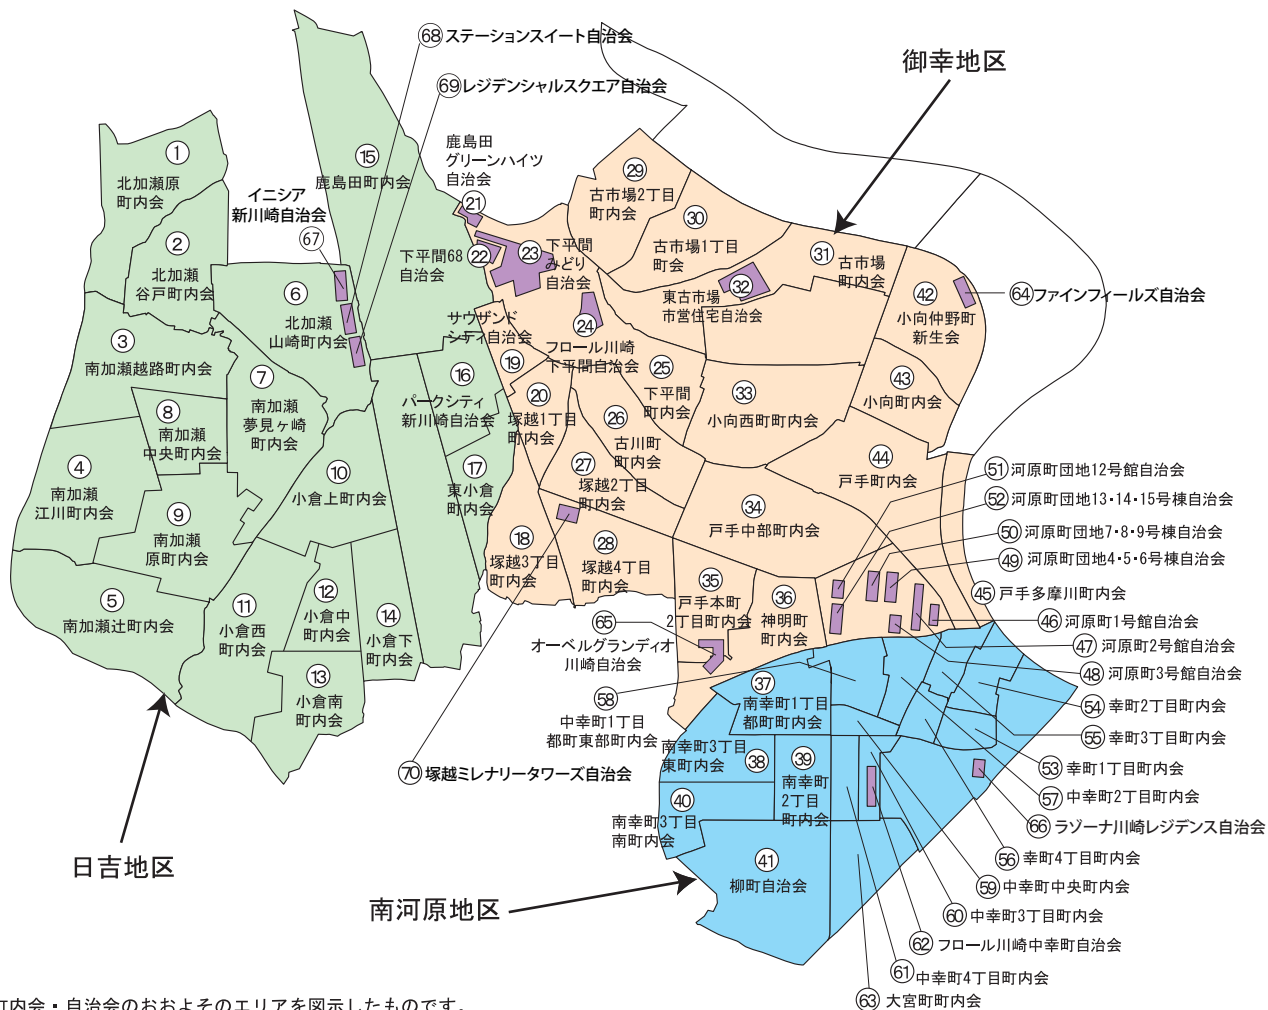 68 ステーションスイート自治会
69 レジデンシャルスクエア自治会
御幸地区
1
北加瀬原
町内会
2
北加瀬
谷戸町内会
イニシア
新川崎自治会
67
15
鹿島田町内会
鹿島田
グリーンハイツ
自治会
21
22
下平間68
自治会
23
下平間
みどり
自治会
29
古市場2丁目
町内会
30
古市場1丁目
町会
31
古市場
町内会
32
東古市場
市営住宅自治会
42
小向仲野町
新生会
64 ファインフィールズ自治会
6
北加瀬
山崎町内会
3
南加瀬越路町内会
7
南加瀬
夢見ヶ崎
町内会
8
南加瀬
中央町内会
4
南加瀬
江川町内会
9
南加瀬
原町内会
5
南加瀬辻町内会
10
小倉上町内会
11
小倉西
町内会
12
小倉中
町内会
13
小倉南
町内会
14
小倉下
町内会
16
パークシティ
新川崎自治会
17
東小倉
町内会
サウザンド
シティ自治会
19
24
フロール川崎
下平間自治会
20
塚越1丁目
町内会
25
下平間
町内会
26
古川町
町内会
27
塚越2丁目
町内会
18
塚越3丁目
町内会
28
塚越4丁目
町内会
33
小向西町町内会
43
小向町内会
44
戸手町内会
34
戸手中部町内会
35
戸手本町
2丁目町内会
36
神明町
町内会
51 河原町団地12号館自治会
52 河原町団地13・14・15号棟自治会
50 河原町団地7・8・9号棟自治会
49 河原町団地4・5・6号棟自治会
45 戸手多摩川町内会
46 河原町1号館自治会
47 河原町2号館自治会
48 河原町3号館自治会
54 幸町2丁目町内会
55 幸町3丁目町内会
53 幸町1丁目町内会
57 中幸町2丁目町内会
66 ラゾーナ川崎レジデンス自治会
56 幸町4丁目町内会
59 中幸町中央町内会
60 中幸町3丁目町内会
62 フロール川崎中幸町自治会
61 中幸町4丁目町内会
63 大宮町町内会
65
オーベルグランディオ
川崎自治会
58
中幸町1丁目
都町東部町内会
70 塚越ミレナリータワーズ自治会
37
南幸町1丁目
都町町内会
南幸町3丁目
東町内会
38
39
南幸町
2丁目
町内会
40
南幸町3丁目
南町内会
41
柳町自治会
日吉地区
南河原地区
町内会・自治会のおおよそのエリアを図示したものです。